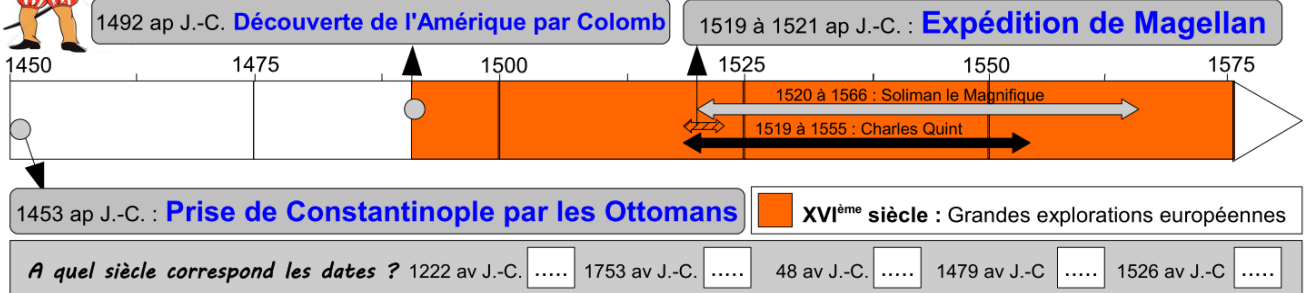 1492 ap J.-C. Découverte de l'Amérique par Colomb
1519 à 1521 ap J.-C. : Expédition de Magellan
1450 1475 1500 1525 1550 1575
1520 à 1566 : Soliman le Magnifique
1519 à 1555 : Charles Quint
1453 ap J.-C. : Prise de Constantinople par les Ottomans
XVIème siècle : Grandes explorations européennes
A quel siècle correspond les dates ? 1222 av J.-C. ..... 1753 av J.-C. ..... 48 av J.-C. ..... 1479 av J.-C ..... 1526 av J.-C .....